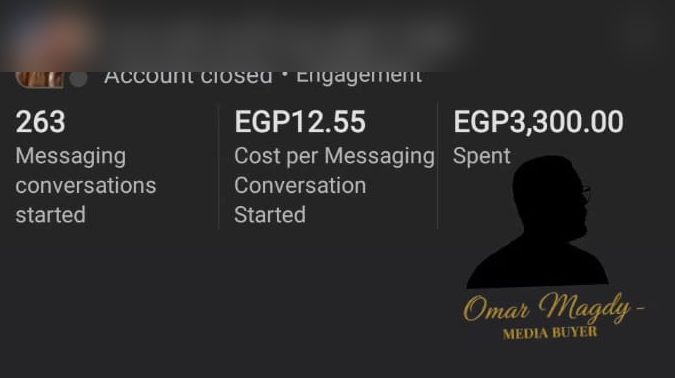 Account closed • Engagement
263
Messaging
conversations
started
EGP12.55
Cost per Messaging
Conversation
Started
EGP3,300.00
Spent
Omar Magdy -
MEDIA BUYER